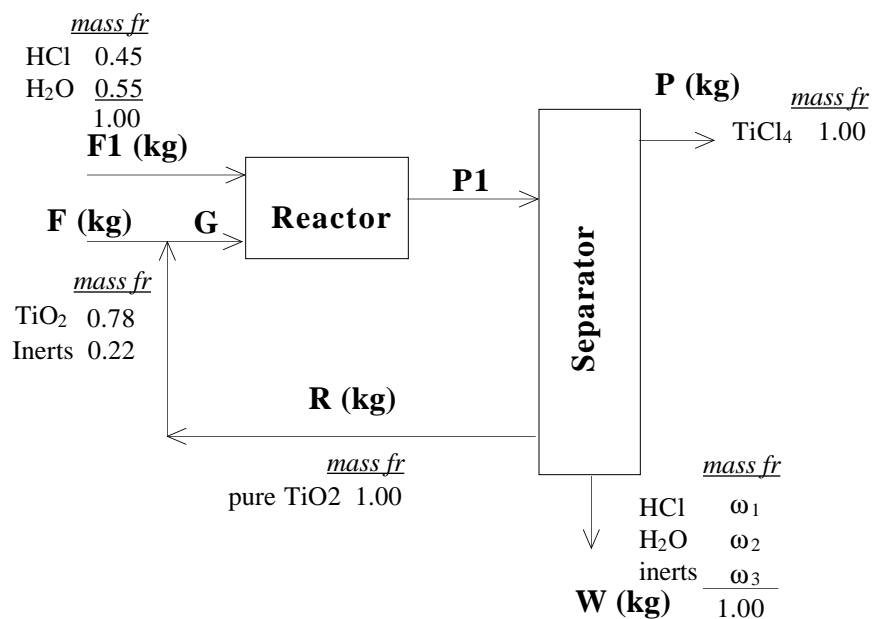 mass fr
HCl 0.45
H₂O 0.55
1.00
F1 (kg)
F (kg)
G
mass fr
TiO₂ 0.78
Inerts 0.22
Reactor
P1
Separator
P (kg)
mass fr
TiCl₄ 1.00
R (kg)
mass fr
pure TiO2 1.00
mass fr
HCl ω₁
H₂O ω₂
inerts ω₃
1.00
W (kg)